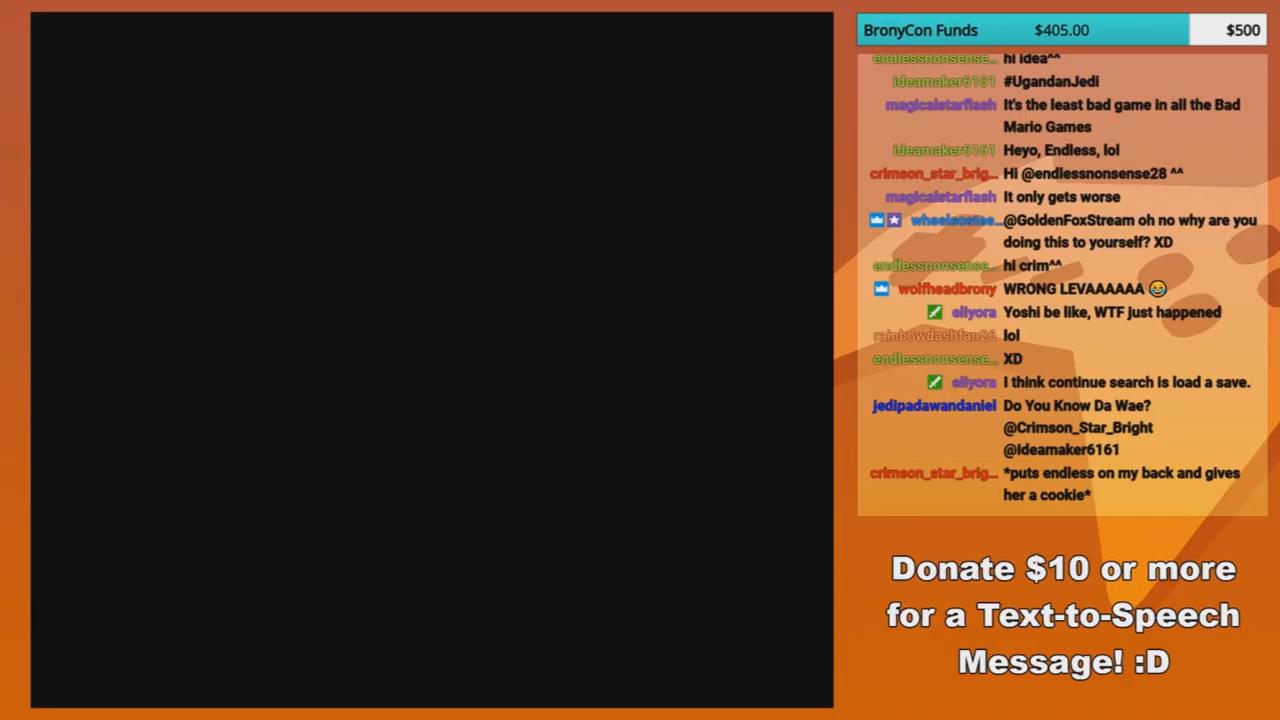 BronyCon Funds $405.00 $500
endlessnonsense... hi idea^^
ideamaker6161 #UgandanJedi
magicalstarflash It's the least bad game in all the Bad
Mario Games
ideamaker6161 Heyo, Endless, lol
crimson_star_brig... Hi @endlessnonsense28 ^^
magicalstarflash It only gets worse
wheelsostee... @GoldenFoxStream oh no why are you
doing this to yourself? XD
endlessnonsense... hi crim^^
wolfheadbrony WRONG LEVAAAAAA 😂
eliyora Yoshi be like, WTF just happened
rainbowdashfan26 lol
endlessnonsense... XD
eliyora I think continue search is load a save.
jedipadawandaniel Do You Know Da Wae?
@Crimson_Star_Bright
@Ideamaker6161
crimson_star_brig... *puts endless on my back and gives
her a cookie*
Donate $10 or more
for a Text-to-Speech
Message! :D